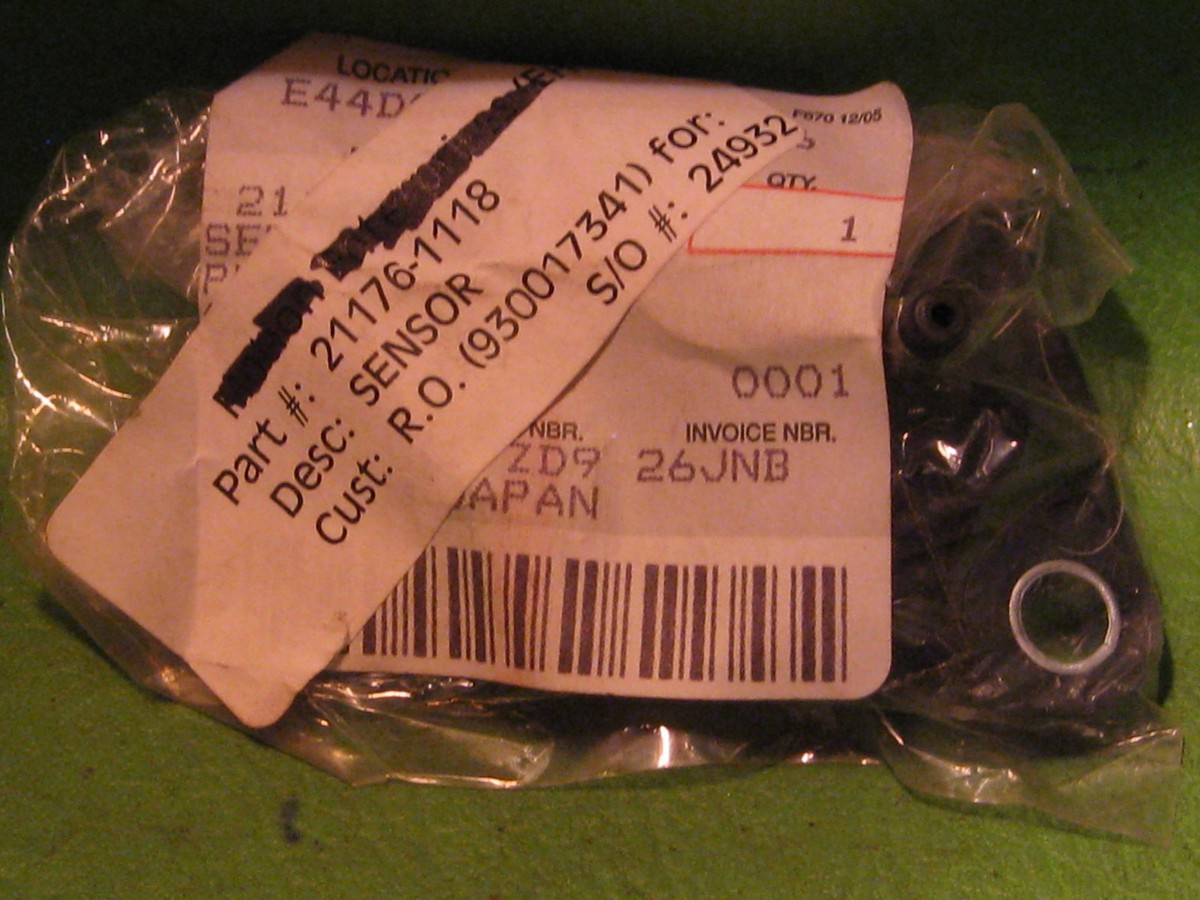 LOCATIO
E44D
F670 12/05
21
QTY.
1
Part #: 21176-1118
Desc: SENSOR
Cust: R.O. (9300017341) for:
S/O #: 24932
0001
NBR. INVOICE NBR.
ZD9 26JNB
JAPAN